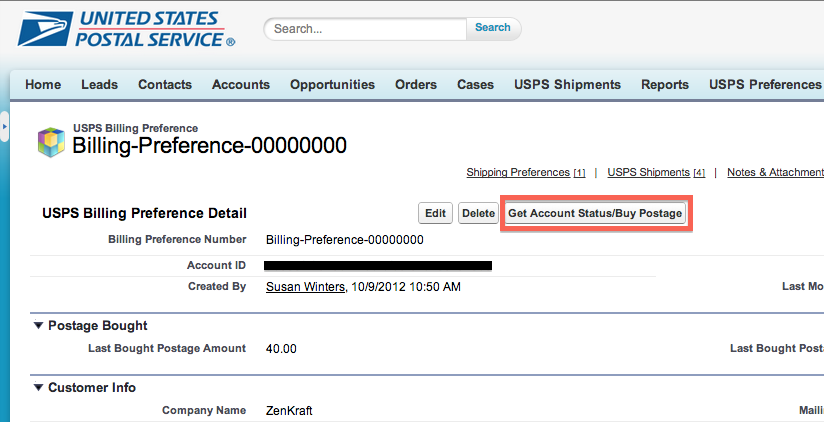 UNITED STATES
POSTAL SERVICE ®
Search... Search
Home Leads Contacts Accounts Opportunities Orders Cases USPS Shipments Reports USPS Preferences
USPS Billing Preference
Billing-Preference-00000000
Shipping Preferences [1] | USPS Shipments [4] | Notes & Attachment
USPS Billing Preference Detail Edit Delete Get Account Status/Buy Postage
Billing Preference Number Billing-Preference-00000000
Account ID
Created By Susan Winters, 10/9/2012 10:50 AM Last Mo
Postage Bought
Last Bought Postage Amount 40.00 Last Bought Post
Customer Info
Company Name ZenKraft Maili